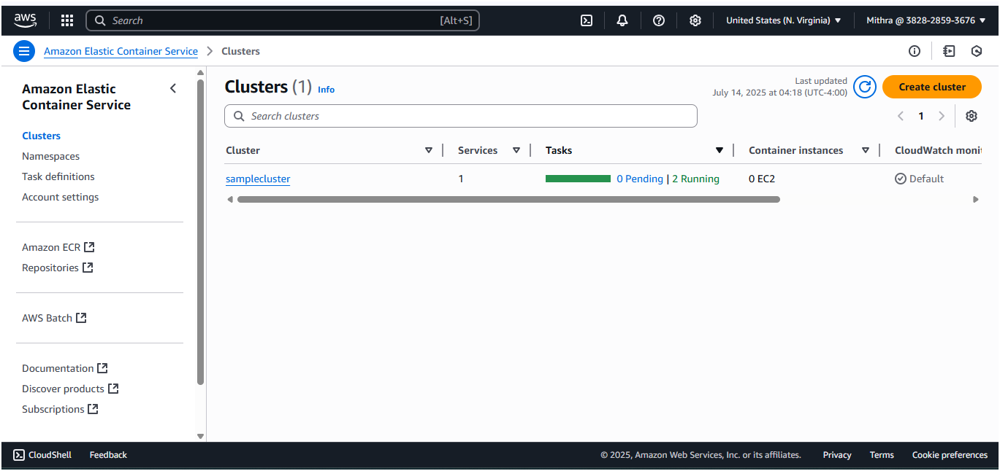 aws
Search [Alt+S]
United States (N. Virginia)
Mithra @ 3828-2859-3676
Amazon Elastic Container Service
Clusters
Amazon Elastic
Container Service
Clusters
Namespaces
Task definitions
Account settings
Amazon ECR
Repositories
AWS Batch
Documentation
Discover products
Subscriptions
Clusters (1) Info
Last updated
July 14, 2025 at 04:18 (UTC-4:00)
Create cluster
Search clusters
1
Cluster Services Tasks Container instances CloudWatch monit
samplecluster 1 0 Pending | 2 Running 0 EC2 Default
CloudShell Feedback © 2025, Amazon Web Services, Inc. or its affiliates. Privacy Terms Cookie preferences